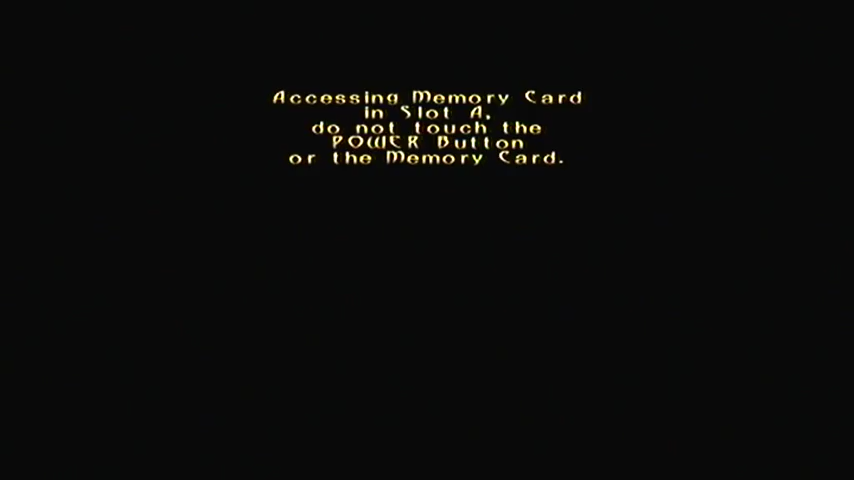 Accessing Memory Card
in Slot A,
do not touch the
POWER Button
or the Memory Card.